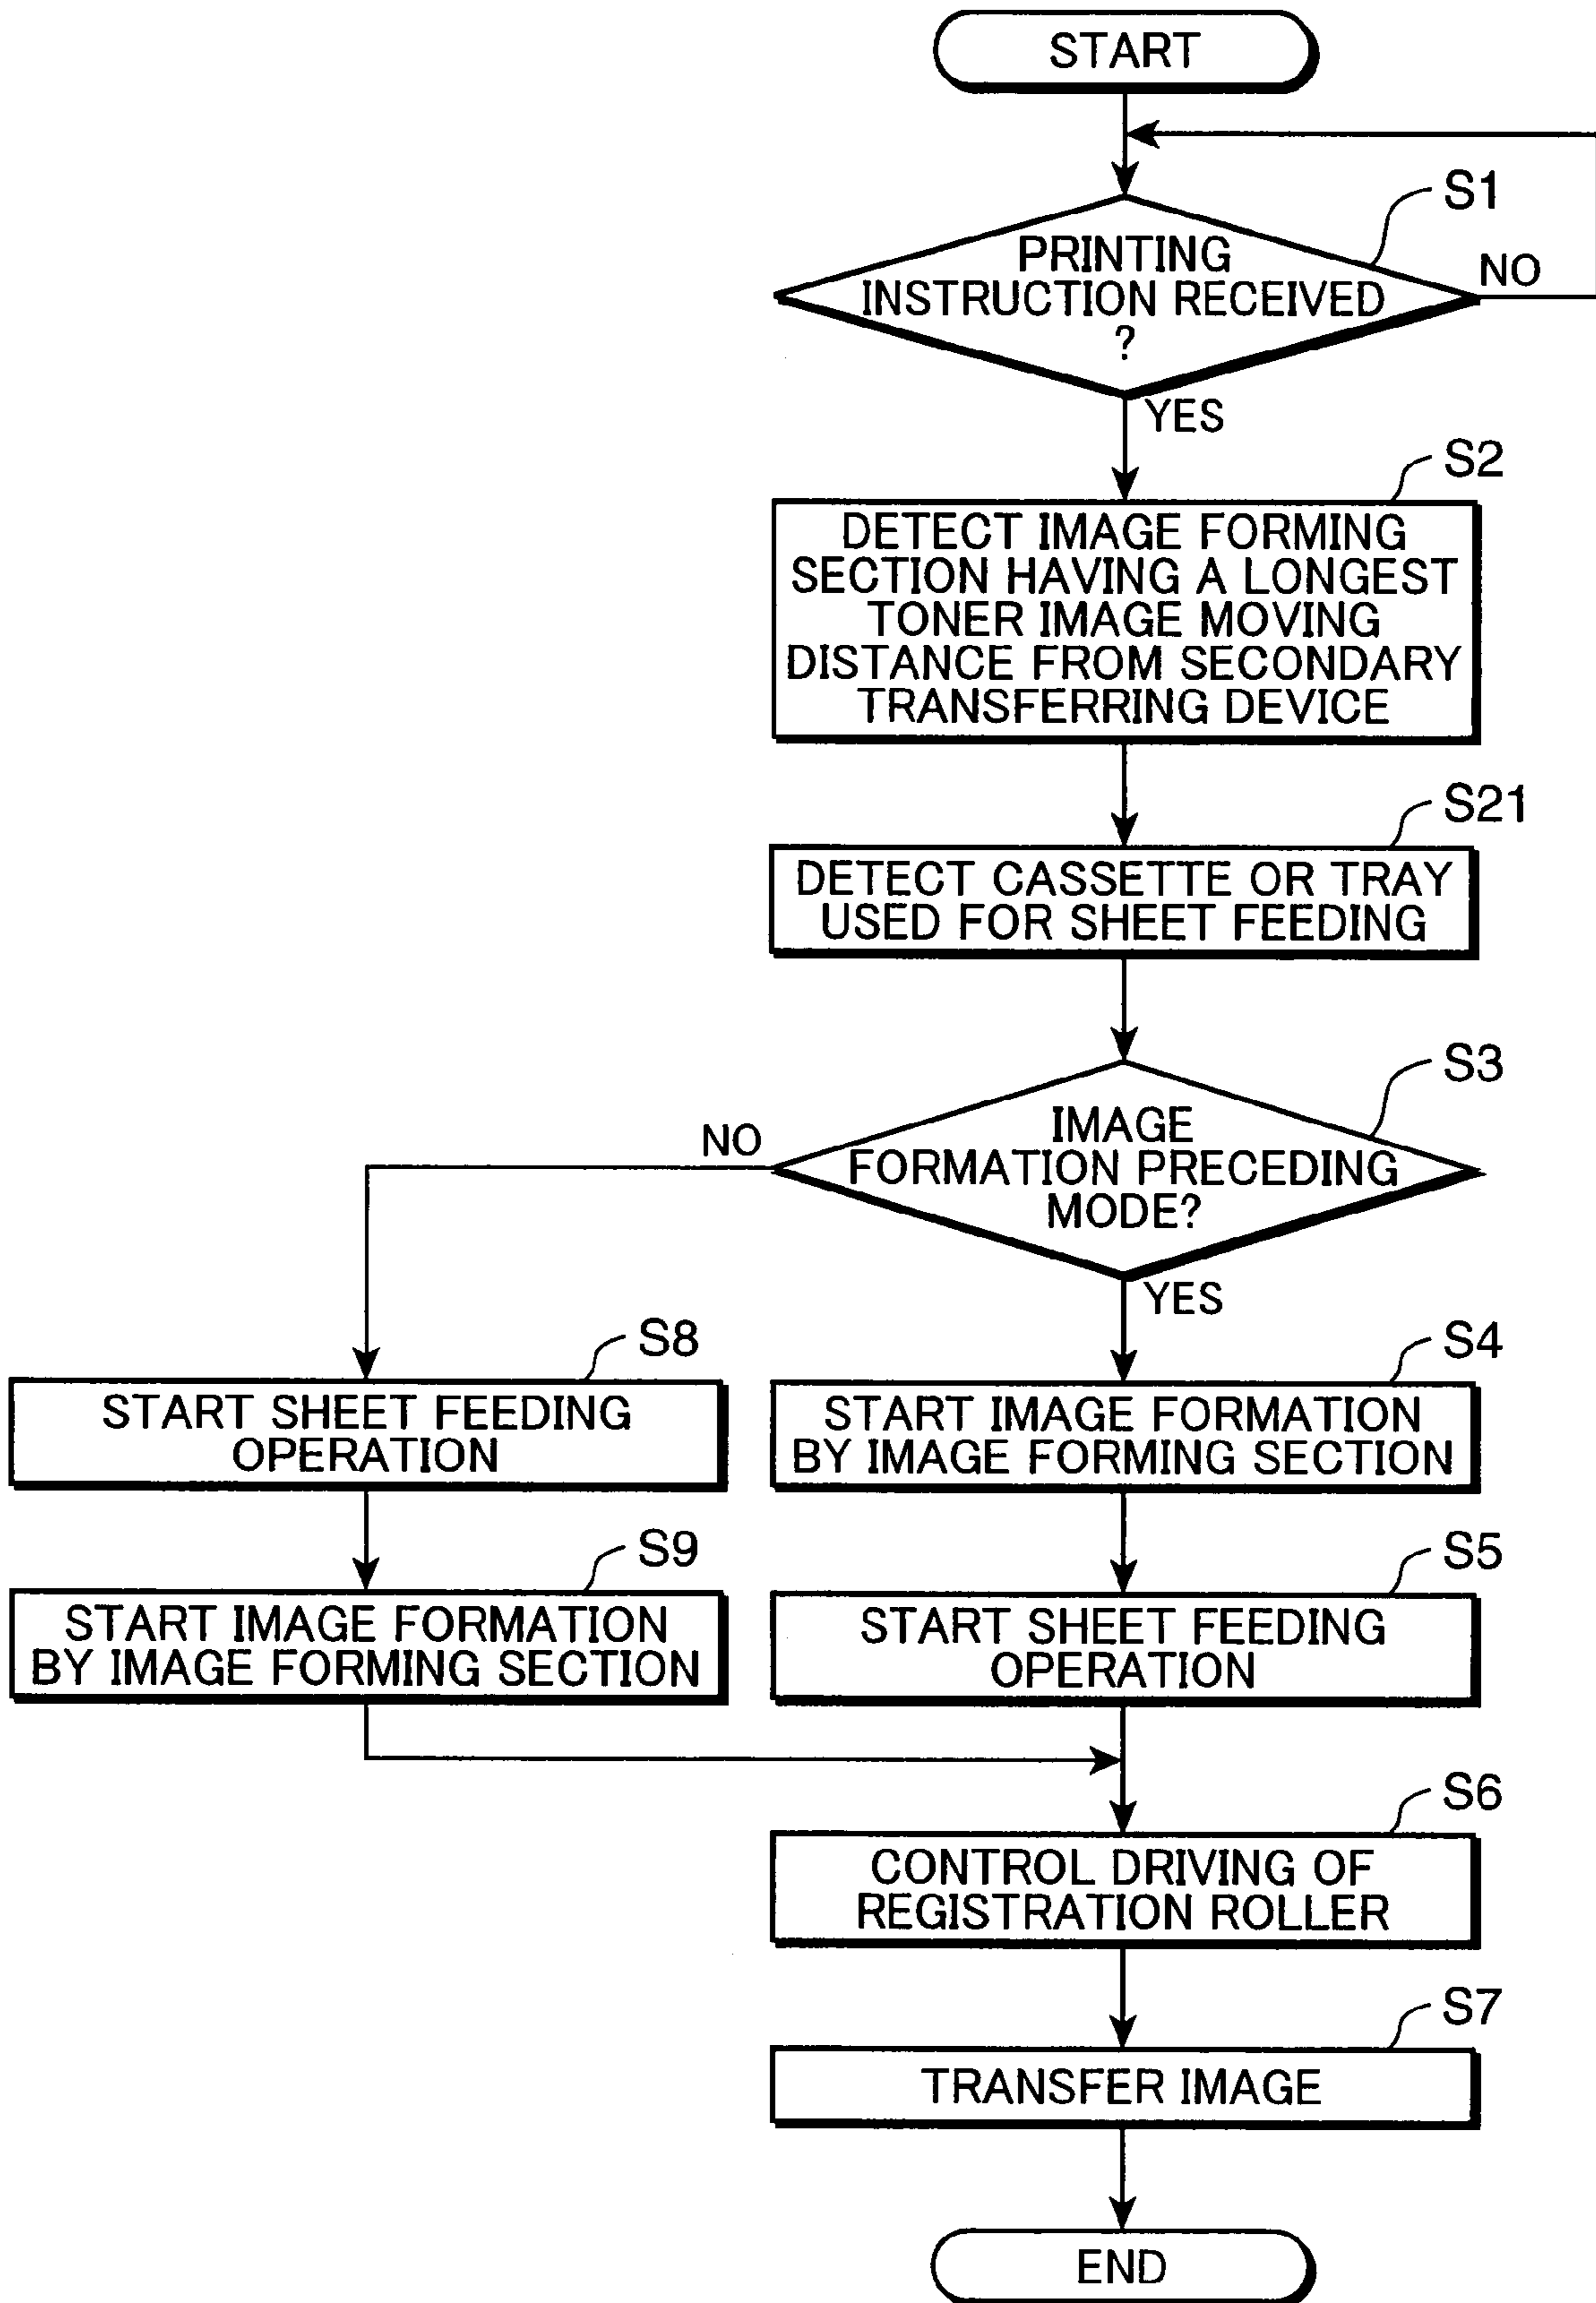 START
S1
PRINTING
INSTRUCTION RECEIVED
?
NO
YES
S2
DETECT IMAGE FORMING
SECTION HAVING A LONGEST
TONER IMAGE MOVING
DISTANCE FROM SECONDARY
TRANSFERRING DEVICE
S21
DETECT CASSETTE OR TRAY
USED FOR SHEET FEEDING
S3
IMAGE
FORMATION PRECEDING
MODE?
NO
YES
S8
START SHEET FEEDING
OPERATION
S4
START IMAGE FORMATION
BY IMAGE FORMING SECTION
S9
START IMAGE FORMATION
BY IMAGE FORMING SECTION
S5
START SHEET FEEDING
OPERATION
S6
CONTROL DRIVING OF
REGISTRATION ROLLER
S7
TRANSFER IMAGE
END